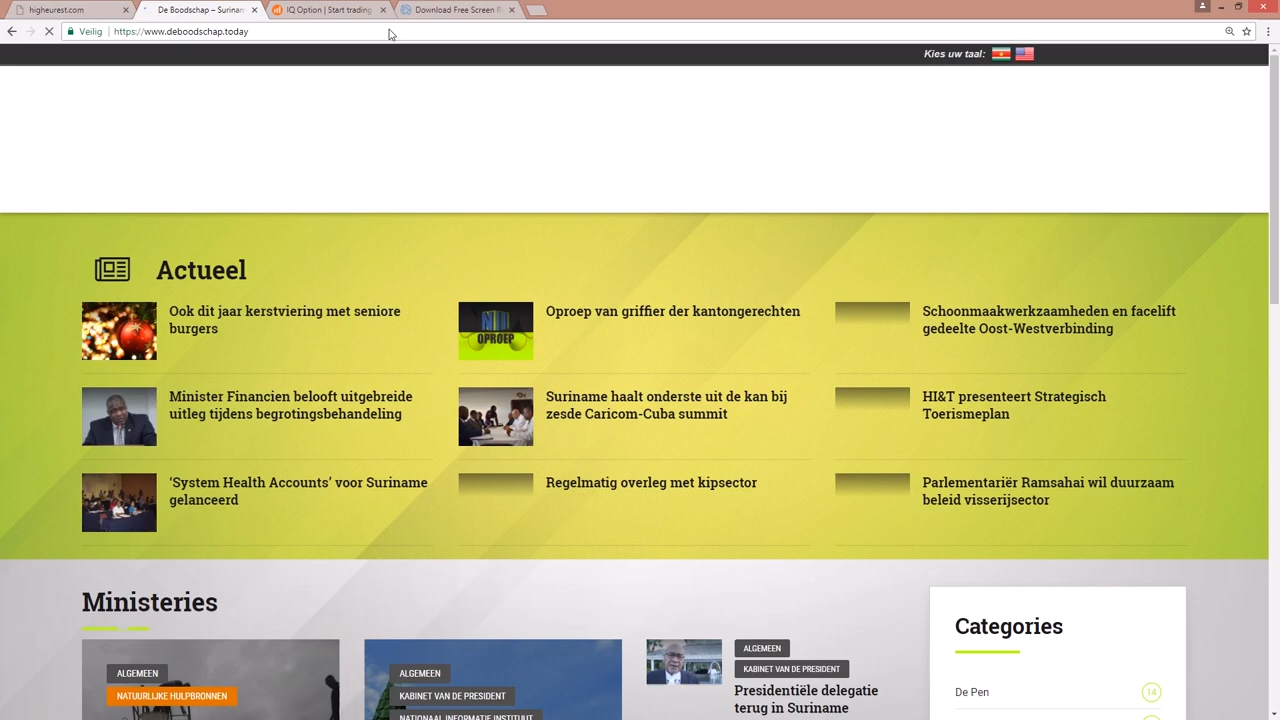 higheurest.com
De Boodschap – Surinam
IQ Option | Start trading
Download Free Screen R
Veilig
https://www.deboodschap.today
Kies uw taal:
Actueel
Ook dit jaar kerstviering met seniore
burgers
OPROEP
Oproep van griffier der kantongerechten
Schoonmaakwerkzaamheden en facelift
gedeelte Oost-Westverbinding
Minister Financien belooft uitgebreide
uitleg tijdens begrotingsbehandeling
Suriname haalt onderste uit de kan bij
zesde Caricom-Cuba summit
HI&T presenteert Strategisch
Toerismeplan
‘System Health Accounts’ voor Suriname
gelanceerd
Regelmatig overleg met kipsector
Parlementariër Ramsahai wil duurzaam
beleid visserijsector
Ministeries
ALGEMEEN
NATUURLIJKE HULPBRONNEN
ALGEMEEN
KABINET VAN DE PRESIDENT
NATIONAAL INFORMATIE INSTITUUT
ALGEMEEN
KABINET VAN DE PRESIDENT
Presidentiële delegatie
terug in Suriname
Categories
De Pen
14